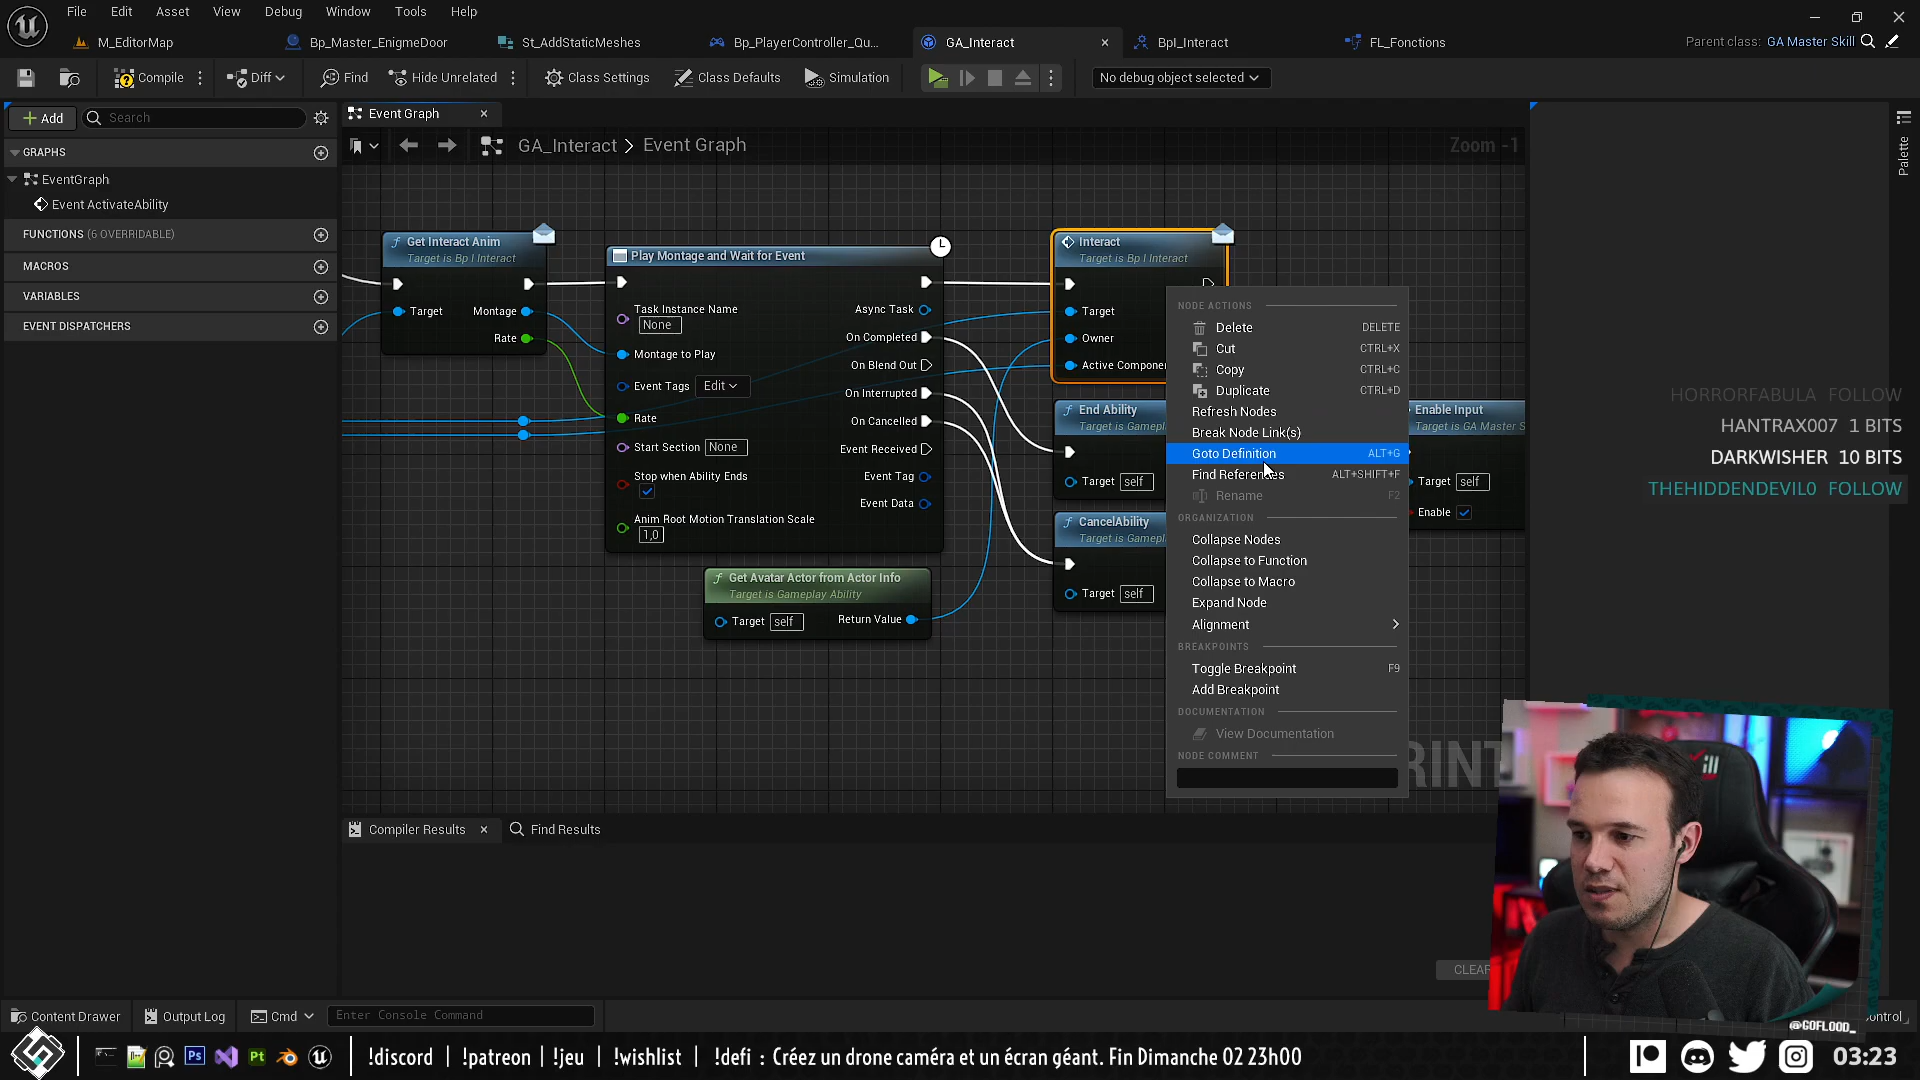 File Edit Asset View Debug Window Tools Help
M_EditorMap
Bp_Master_EnigmeDoor
St_AddStaticMeshes
Bp_PlayerController_Qu...
GA_Interact
BpI_Interact
FL_Fonctions
Parent class: GA Master Skill
Compile
Diff
Find
Hide Unrelated
Class Settings
Class Defaults
Simulation
No debug object selected
Add
Search
GRAPHS
EventGraph
Event ActivateAbility
FUNCTIONS (6 OVERRIDABLE)
MACROS
VARIABLES
EVENT DISPATCHERS
Event Graph
GA_Interact > Event Graph
Zoom -1
Palette
Get Interact Anim
Target is Bp I Interact
Target
Montage
Rate
Play Montage and Wait for Event
Task Instance Name
None
Montage to Play
Event Tags
Edit
Rate
Start Section
None
Stop when Ability Ends
Anim Root Motion Translation Scale
1,0
Async Task
On Completed
On Blend Out
On Interrupted
On Cancelled
Event Received
Event Tag
Event Data
Get Avatar Actor from Actor Info
Target is Gameplay Ability
Target
self
Return Value
Interact
Target is Bp I Interact
Target
Owner
Active Componen
End Ability
Target is Gamepl
Target
self
CancelAbility
Target is Gamepl
Target
self
Enable Input
Target is GA Master S
Target
self
Enable
NODE ACTIONS
Delete DELETE
Cut CTRL+X
Copy CTRL+C
Duplicate CTRL+D
Refresh Nodes
Break Node Link(s)
Goto Definition ALT+G
Find References ALT+SHIFT+F
Rename F2
ORGANIZATION
Collapse Nodes
Collapse to Function
Collapse to Macro
Expand Node
Alignment
BREAKPOINTS
Toggle Breakpoint F9
Add Breakpoint
DOCUMENTATION
View Documentation
NODE COMMENT
RINT
HORRORFABULA FOLLOW
HANTRAX007 1 BITS
DARKWISHER 10 BITS
THEHIDDENDEVIL0 FOLLOW
Compiler Results
Find Results
CLEAR
Content Drawer
Output Log
Cmd
Enter Console Command
ontrol
@GOFLOOD_
!discord | !patreon | !jeu | !wishlist | !defi : Créez un drone caméra et un écran géant. Fin Dimanche 02 23h00
03:23